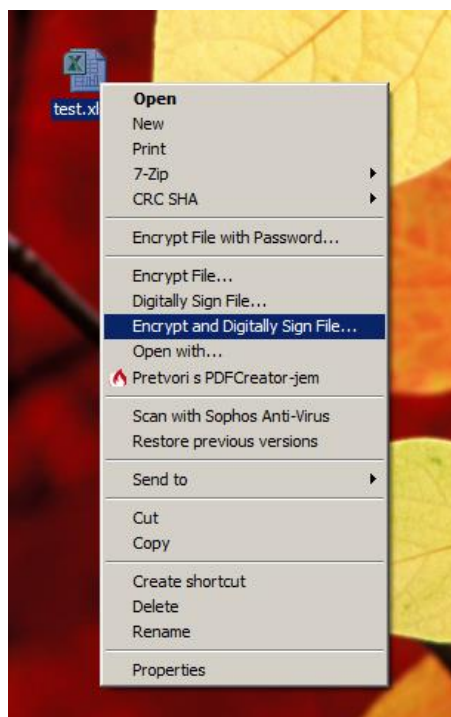 test.xl
Open
New
Print
7-Zip
CRC SHA
Encrypt File with Password...
Encrypt File...
Digitally Sign File...
Encrypt and Digitally Sign File...
Open with...
Pretvori s PDFCreator-jem
Scan with Sophos Anti-Virus
Restore previous versions
Send to
Cut
Copy
Create shortcut
Delete
Rename
Properties